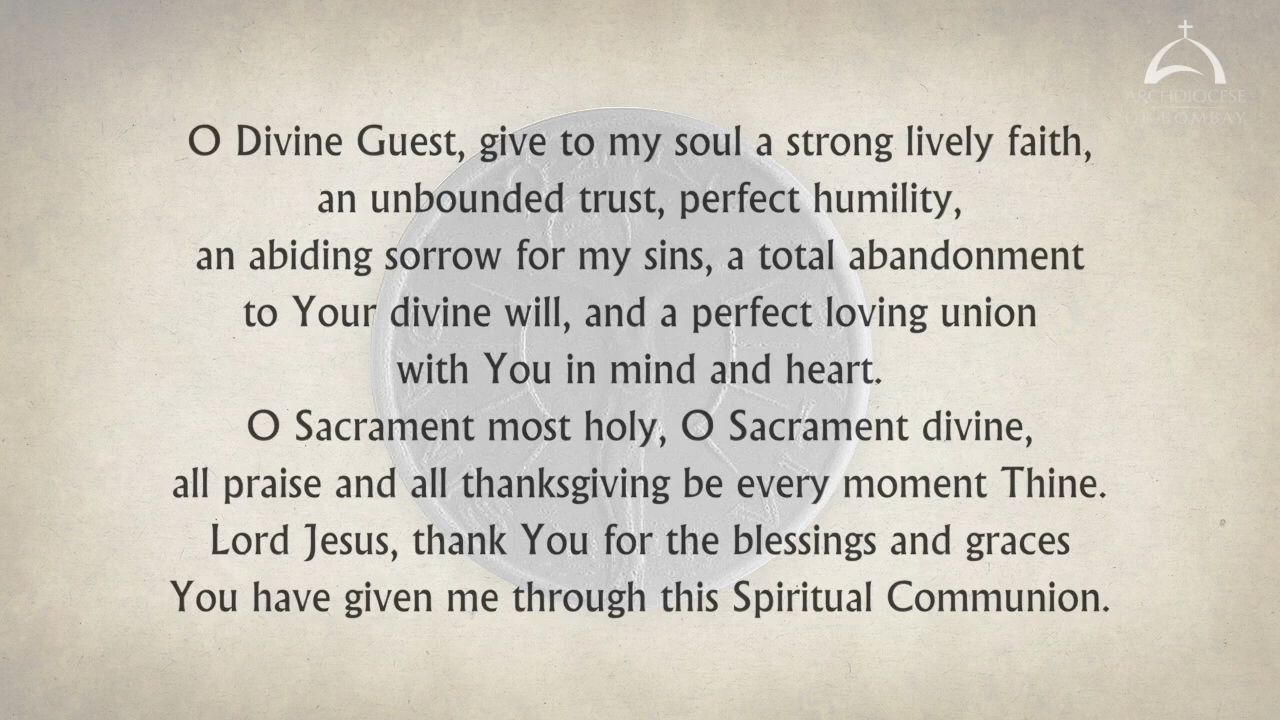 ARCHDIOCESE
OF BOMBAY
O Divine Guest, give to my soul a strong lively faith,
an unbounded trust, perfect humility,
an abiding sorrow for my sins, a total abandonment
to Your divine will, and a perfect loving union
with You in mind and heart.
O Sacrament most holy, O Sacrament divine,
all praise and all thanksgiving be every moment Thine.
Lord Jesus, thank You for the blessings and graces
You have given me through this Spiritual Communion.